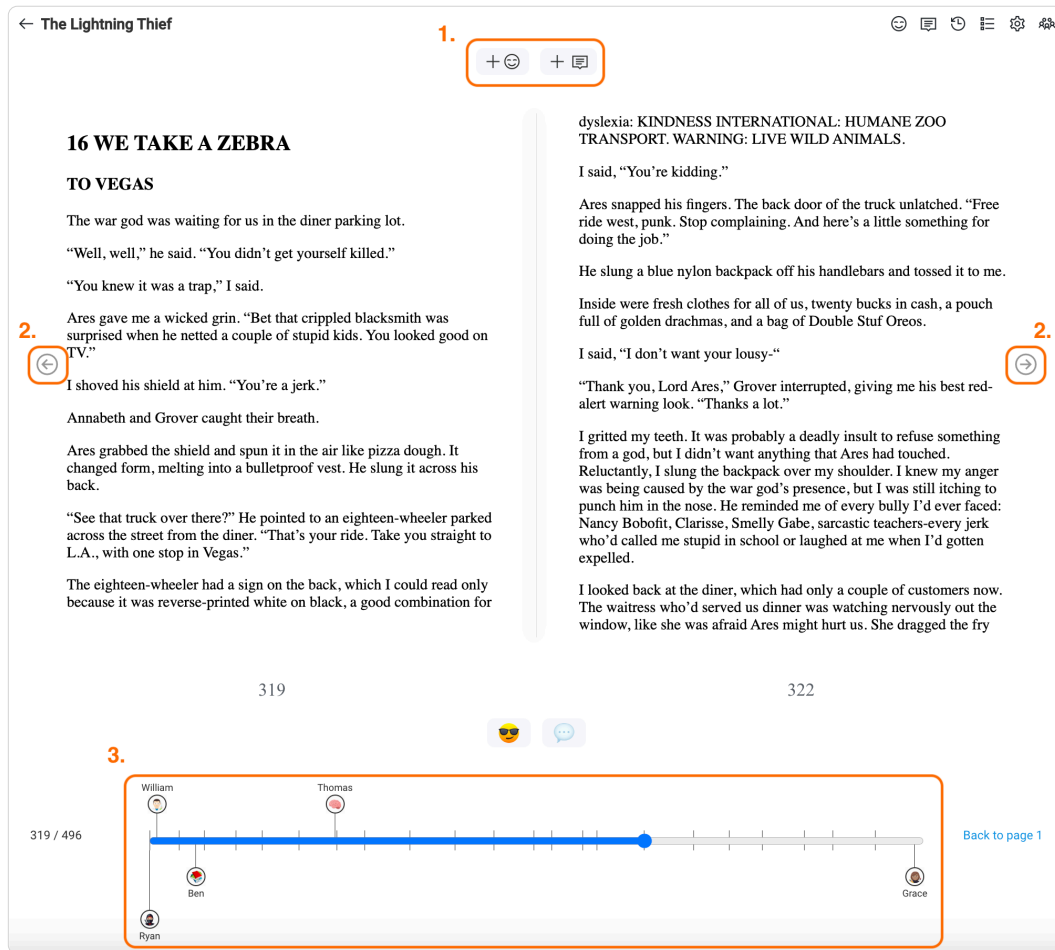 The Lightning Thief
1.
16 WE TAKE A ZEBRA
TO VEGAS
The war god was waiting for us in the diner parking lot.
“Well, well,” he said. “You didn’t get yourself killed.”
“You knew it was a trap,” I said.
Ares gave me a wicked grin. “Bet that crippled blacksmith was
surprised when he netted a couple of stupid kids. You looked good on
TV.”
2.
I shoved his shield at him. “You’re a jerk.”
Annabeth and Grover caught their breath.
Ares grabbed the shield and spun it in the air like pizza dough. It
changed form, melting into a bulletproof vest. He slung it across his
back.
“See that truck over there?” He pointed to an eighteen-wheeler parked
across the street from the diner. “That’s your ride. Take you straight to
L.A., with one stop in Vegas.”
The eighteen-wheeler had a sign on the back, which I could read only
because it was reverse-printed white on black, a good combination for
319
dyslexia: KINDNESS INTERNATIONAL: HUMANE ZOO
TRANSPORT. WARNING: LIVE WILD ANIMALS.
I said, “You’re kidding.”
Ares snapped his fingers. The back door of the truck unlatched. “Free
ride west, punk. Stop complaining. And here’s a little something for
doing the job.”
He slung a blue nylon backpack off his handlebars and tossed it to me.
Inside were fresh clothes for all of us, twenty bucks in cash, a pouch
full of golden drachmas, and a bag of Double Stuf Oreos.
2.
I said, “I don’t want your lousy-“
“Thank you, Lord Ares,” Grover interrupted, giving me his best red-
alert warning look. “Thanks a lot.”
I gritted my teeth. It was probably a deadly insult to refuse something
from a god, but I didn’t want anything that Ares had touched.
Reluctantly, I slung the backpack over my shoulder. I knew my anger
was being caused by the war god’s presence, but I was still itching to
punch him in the nose. He reminded me of every bully I’d ever faced:
Nancy Bobofit, Clarisse, Smelly Gabe, sarcastic teachers-every jerk
who’d called me stupid in school or laughed at me when I’d gotten
expelled.
I looked back at the diner, which had only a couple of customers now.
The waitress who’d served us dinner was watching nervously out the
window, like she was afraid Ares might hurt us. She dragged the fry
322
3.
William
Thomas
319 / 496
Back to page 1
Ben
Grace
Ryan